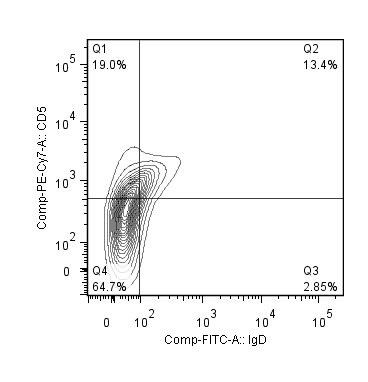 Q1
19.0%
Q2
13.4%
10^5
10^4
10^3
10^2
0
Comp-PE-Cy7-A:: CD5
Q4
64.7%
Q3
2.85%
0
10^2
10^3
10^4
10^5
Comp-FITC-A:: IgD